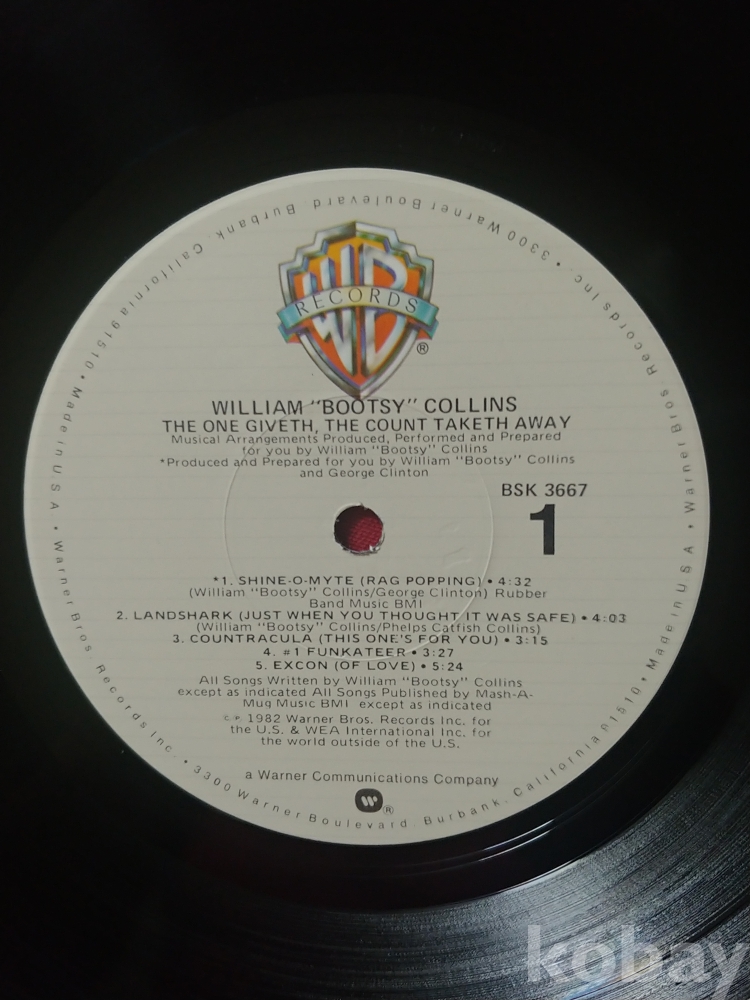 RECORDS
®
WILLIAM "BOOTSY" COLLINS
THE ONE GIVETH, THE COUNT TAKETH AWAY
Musical Arrangements Produced, Performed and Prepared
for you by William "Bootsy" Collins
*Produced and Prepared for you by William "Bootsy" Collins
and George Clinton
BSK 3667
1
*1. SHINE-O-MYTE (RAG POPPING) • 4:32
(William "Bootsy" Collins/George Clinton) Rubber
Band Music BMI
2. LANDSHARK (JUST WHEN YOU THOUGHT IT WAS SAFE) • 4:03
(William "Bootsy" Collins/Phelps Catfish Collins)
3. COUNTRACULA (THIS ONE'S FOR YOU) • 3:15
4. #1 FUNKATEER • 3:27
5. EXCON (OF LOVE) • 5:24
All Songs Written by William "Bootsy" Collins
except as indicated All Songs Published by Mash-A-
Mug Music BMI except as indicated
© ℗ 1982 Warner Bros. Records Inc. for
the U.S. & WEA International Inc. for
the world outside of the U.S.
a Warner Communications Company
®
Warner Bros. Records Inc. • 3300 Warner Boulevard, Burbank, California 91510 • Made in U S A • Warner Bros. Records Inc. • 3300 Warner Boulevard Burbank, California 91510 • Made in U S A •
kobay